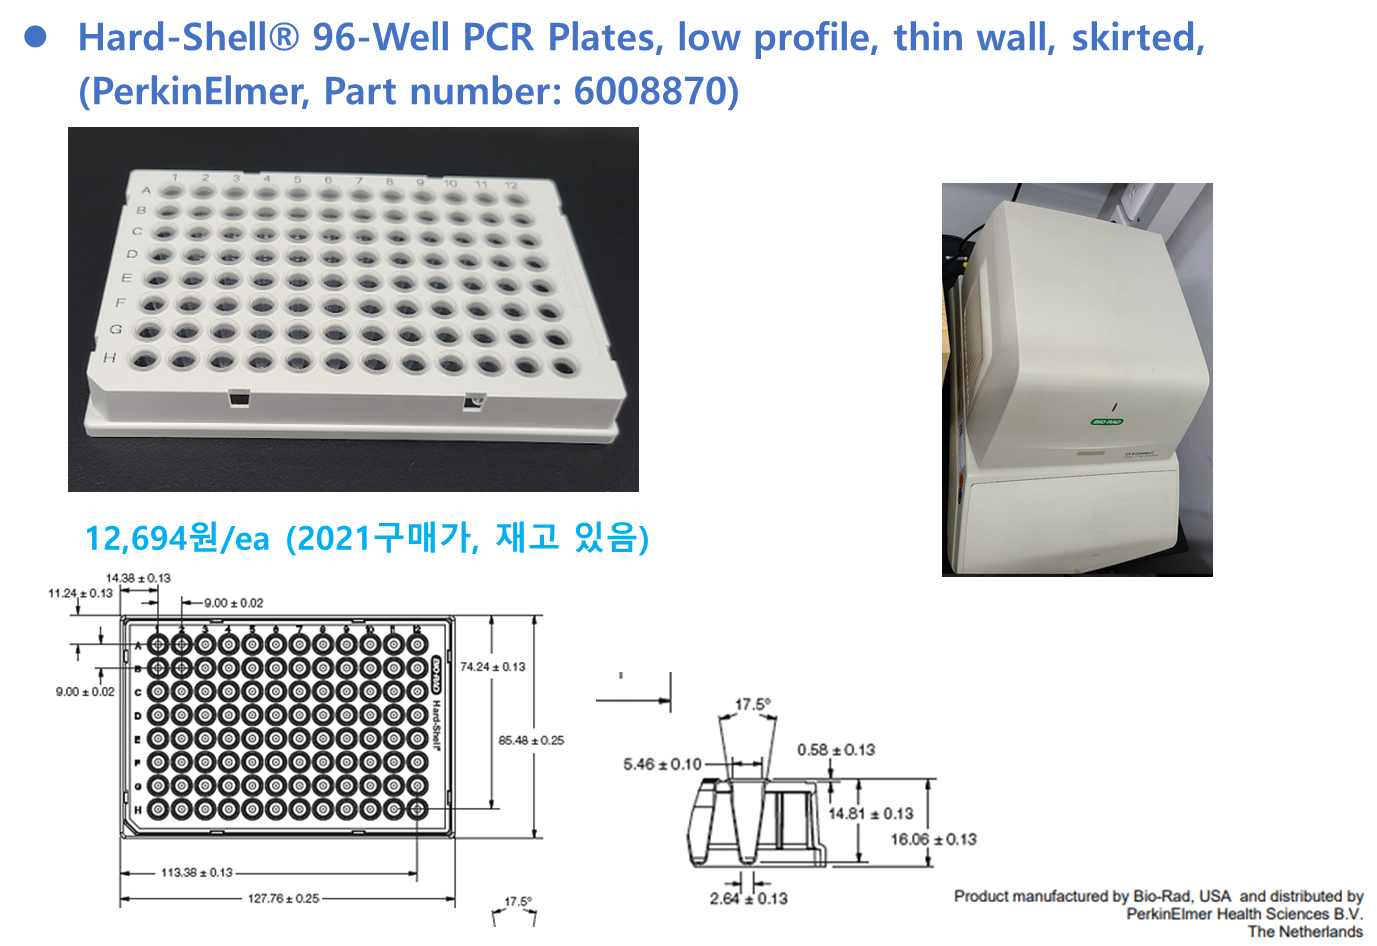 ● Hard-Shell® 96-Well PCR Plates, low profile, thin wall, skirted,
(PerkinElmer, Part number: 6008870)
1 2 3 4 5 6 7 8 9 10 11 12
A
B
C
D
E
F
G
H
BIO-RAD
12,694원/ea (2021구매가, 재고 있음)
14.38 ± 0.13
11.24 ± 0.13
9.00 ± 0.02
1 2 3 4 5 6 7 8 9 10 11 12
A
B
C
D
E
F
G
H
BIO-RAD
Hard-Shell®
9.00 ± 0.02
74.24 ± 0.13
85.48 ± 0.25
113.38 ± 0.13
127.76 ± 0.25
17.5°
17.5°
5.46 ± 0.10
0.58 ± 0.13
14.81 ± 0.13
16.06 ± 0.13
2.64 ± 0.13
Product manufactured by Bio-Rad, USA and distributed by
PerkinElmer Health Sciences B.V.
The Netherlands